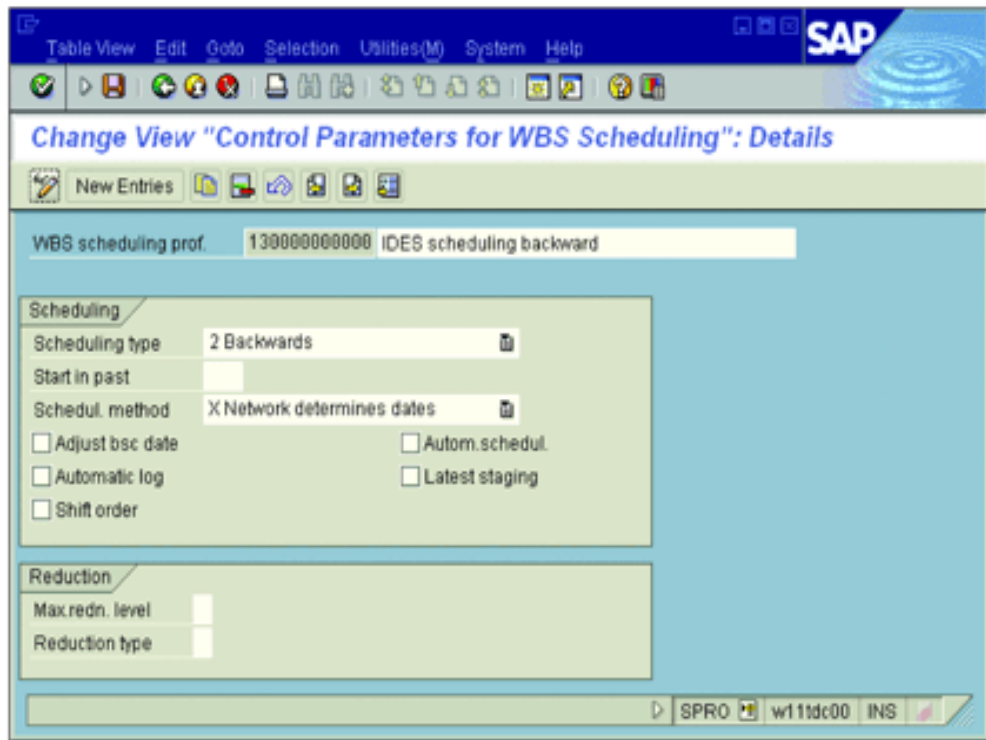 Table View Edit Goto Selection Utilities(M) System Help
SAP
Change View "Control Parameters for WBS Scheduling": Details
New Entries
WBS scheduling prof. 130000000000 IDES scheduling backward
Scheduling
Scheduling type 2 Backwards
Start in past
Schedul. method X Network determines dates
Adjust bsc date Autom.schedul.
Automatic log Latest staging
Shift order
Reduction
Max.redn. level
Reduction type
SPRO w11tdc00 INS